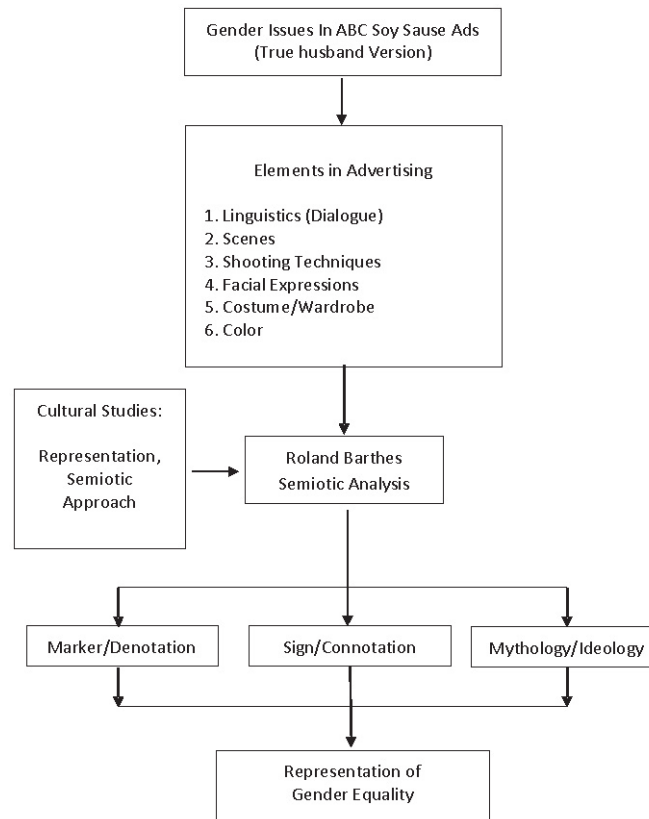 Gender Issues In ABC Soy Sause Ads
(True husband Version)
Elements in Advertising
1. Linguistics (Dialogue)
2. Scenes
3. Shooting Techniques
4. Facial Expressions
5. Costume/Wardrobe
6. Color
Cultural Studies:
Representation,
Semiotic
Approach
Roland Barthes
Semiotic Analysis
Marker/Denotation
Sign/Connotation
Mythology/Ideology
Representation of
Gender Equality